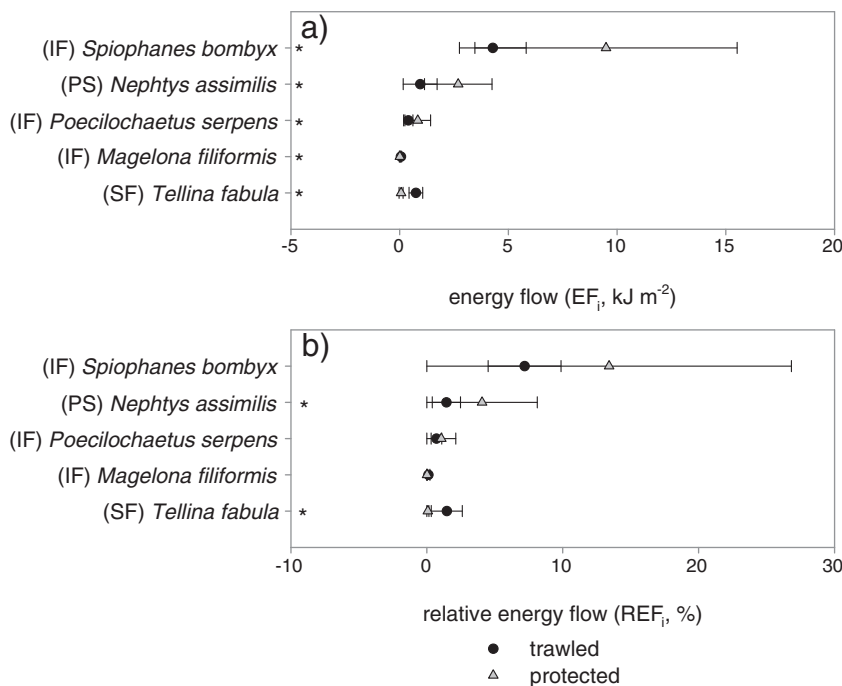 a)
(IF) Spiophanes bombyx *
(PS) Nephtys assimilis *
(IF) Poecilochaetus serpens *
(IF) Magelona filiformis *
(SF) Tellina fabula *
-5 0 5 10 15 20
energy flow (EFi, kJ m-2)
b)
(IF) Spiophanes bombyx
(PS) Nephtys assimilis *
(IF) Poecilochaetus serpens
(IF) Magelona filiformis
(SF) Tellina fabula *
-10 0 10 20 30
relative energy flow (REFi, %)
trawled
protected